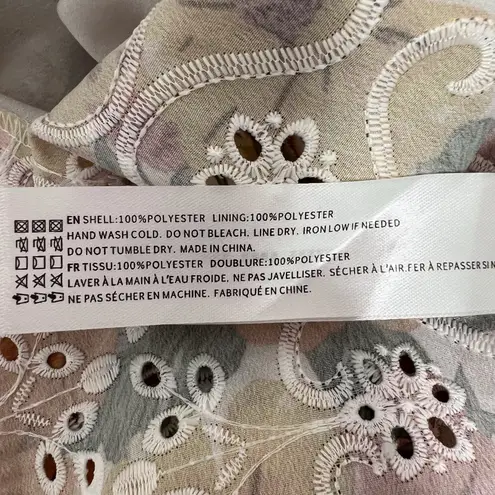 EN SHELL:100%POLYESTER LINING:100%POLYESTER
HAND WASH COLD. DO NOT BLEACH. LINE DRY. IRON LOW IF NEEDED
DO NOT TUMBLE DRY. MADE IN CHINA.
FR TISSU:100%POLYESTER DOUBLURE:100%POLYESTER
LAVER À LA MAIN À L'EAU FROIDE. NE PAS JAVELLISER. SÉCHER À L'AIR.FER À REPASSER SI
NE PAS SÉCHER EN MACHINE. FABRIQUÉ EN CHINE.